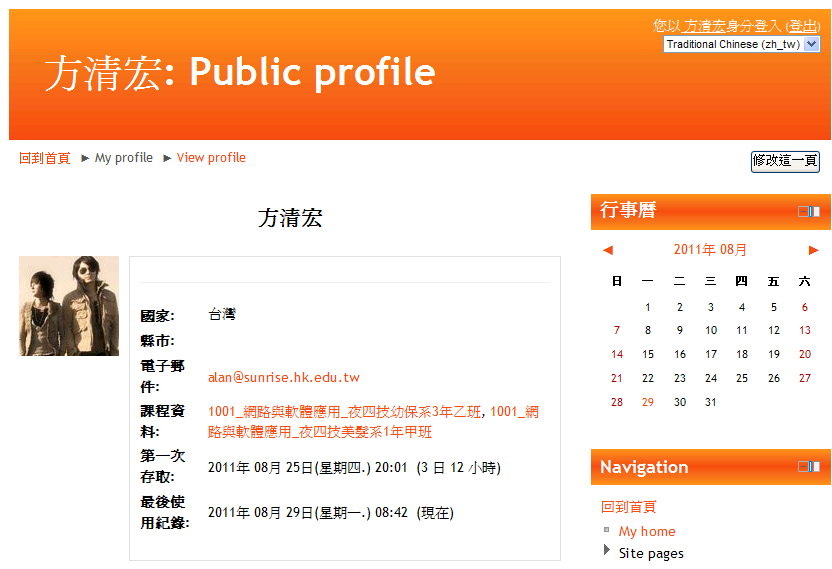 您以 方清宏身分登入 (登出)
Traditional Chinese (zh_tw)
方清宏: Public profile
回到首頁 ► My profile ► View profile
修改這一頁
方清宏
國家: 台灣
縣市:
電子郵件: alan@sunrise.hk.edu.tw
課程資料: 1001_網路與軟體應用_夜四技幼保系3年乙班, 1001_網
路與軟體應用_夜四技美髮系1年甲班
第一次存取: 2011年 08月 25日(星期四.) 20:01 (3 日 12 小時)
最後使用紀錄: 2011年 08月 29日(星期一.) 08:42 (現在)
行事曆
◄ 2011年 08月 ►
日 一 二 三 四 五 六
1 2 3 4 5 6
7 8 9 10 11 12 13
14 15 16 17 18 19 20
21 22 23 24 25 26 27
28 29 30 31
Navigation
回到首頁
My home
Site pages